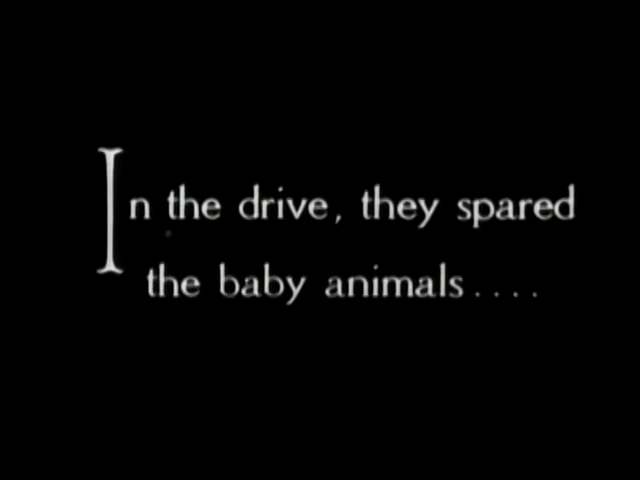 In the drive, they spared
the baby animals....